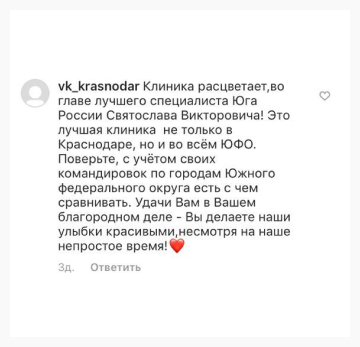 vk_krasnodar Клиника расцветает,во
главе лучшего специалиста Юга
России Святослава Викторовича! Это
лучшая клиника не только в
Краснодаре, но и во всём ЮФО.
Поверьте, с учётом своих
командировок по городам Южного
федерального округа есть с чем
сравнивать. Удачи Вам в Вашем
благородном деле - Вы делаете наши
улыбки красивыми,несмотря на наше
непростое время!❤️
3д. Ответить